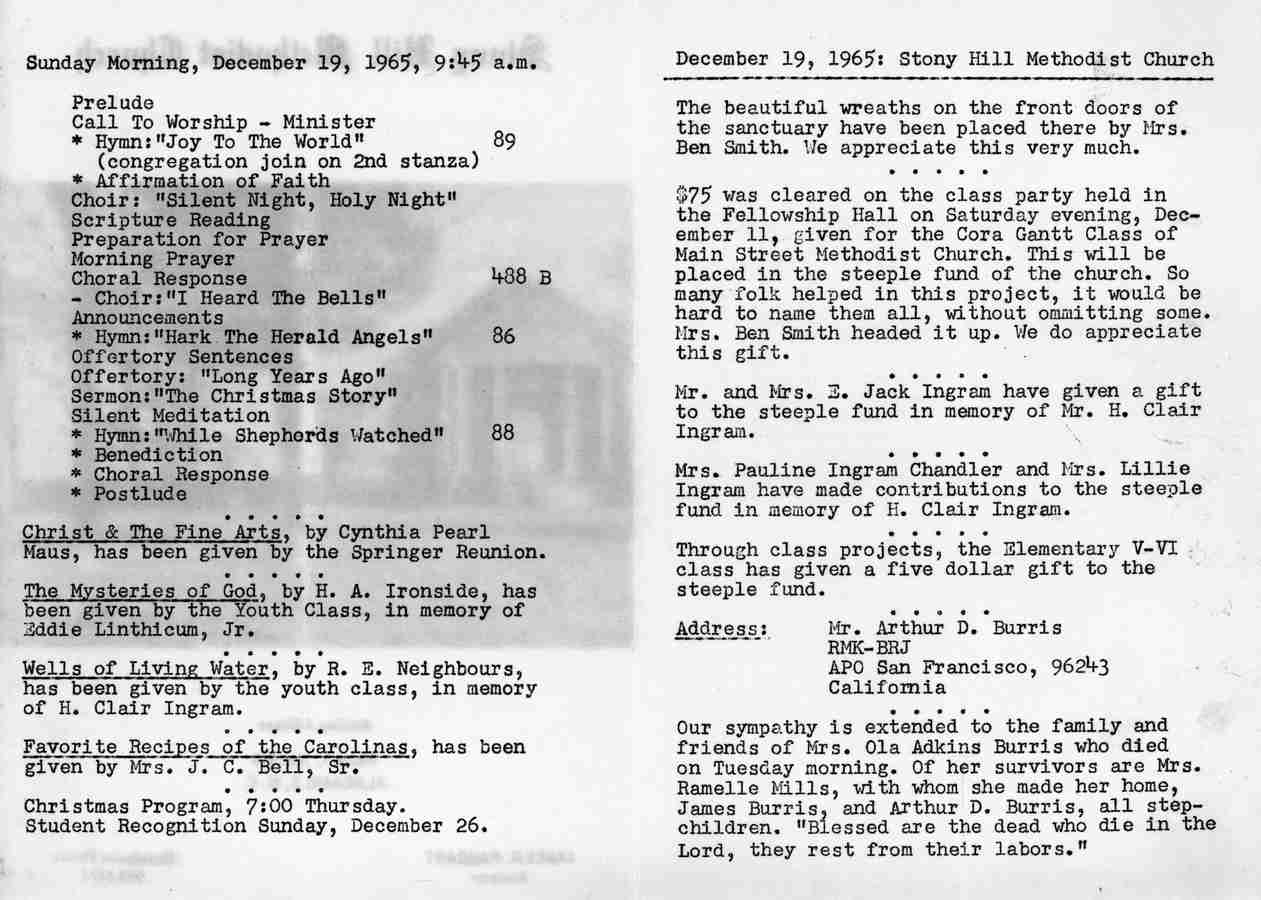 Sunday Morning, December 19, 1965, 9:45 a.m.
Prelude
Call To Worship - Minister
* Hymn:"Joy To The World" 89
(congregation join on 2nd stanza)
* Affirmation of Faith
Choir: "Silent Night, Holy Night"
Scripture Reading
Preparation for Prayer
Morning Prayer
Choral Response 488 B
- Choir:"I Heard The Bells"
Announcements
* Hymn:"Hark The Herald Angels" 86
Offertory Sentences
Offertory: "Long Years Ago"
Sermon:"The Christmas Story"
Silent Meditation
* Hymn:"While Shepherds Watched" 88
* Benediction
* Choral Response
* Postlude
. . . . .
Christ & The Fine Arts, by Cynthia Pearl
Maus, has been given by the Springer Reunion.
. . . . .
The Mysteries of God, by H. A. Ironside, has
been given by the Youth Class, in memory of
Eddie Linthicum, Jr.
. . . . .
Wells of Living Water, by R. E. Neighbours,
has been given by the youth class, in memory
of H. Clair Ingram.
. . . . .
Favorite Recipes of the Carolinas, has been
given by Mrs. J. C. Bell, Sr.
. . . . .
Christmas Program, 7:00 Thursday.
Student Recognition Sunday, December 26.
December 19, 1965: Stony Hill Methodist Church
The beautiful wreaths on the front doors of
the sanctuary have been placed there by Mrs.
Ben Smith. We appreciate this very much.
. . . . .
$75 was cleared on the class party held in
the Fellowship Hall on Saturday evening, Dec-
ember 11, given for the Cora Gantt Class of
Main Street Methodist Church. This will be
placed in the steeple fund of the church. So
many folk helped in this project, it would be
hard to name them all, without ommitting some.
Mrs. Ben Smith headed it up. We do appreciate
this gift.
. . . . .
Mr. and Mrs. E. Jack Ingram have given a gift
to the steeple fund in memory of Mr. H. Clair
Ingram.
. . . . .
Mrs. Pauline Ingram Chandler and Mrs. Lillie
Ingram have made contributions to the steeple
fund in memory of H. Clair Ingram.
. . . . .
Through class projects, the Elementary V-VI
class has given a five dollar gift to the
steeple fund.
. . . . .
Address: Mr. Arthur D. Burris
RMK-BRJ
APO San Francisco, 96243
California
. . . . .
Our sympathy is extended to the family and
friends of Mrs. Ola Adkins Burris who died
on Tuesday morning. Of her survivors are Mrs.
Ramelle Mills, with whom she made her home,
James Burris, and Arthur D. Burris, all step-
children. "Blessed are the dead who die in the
Lord, they rest from their labors."